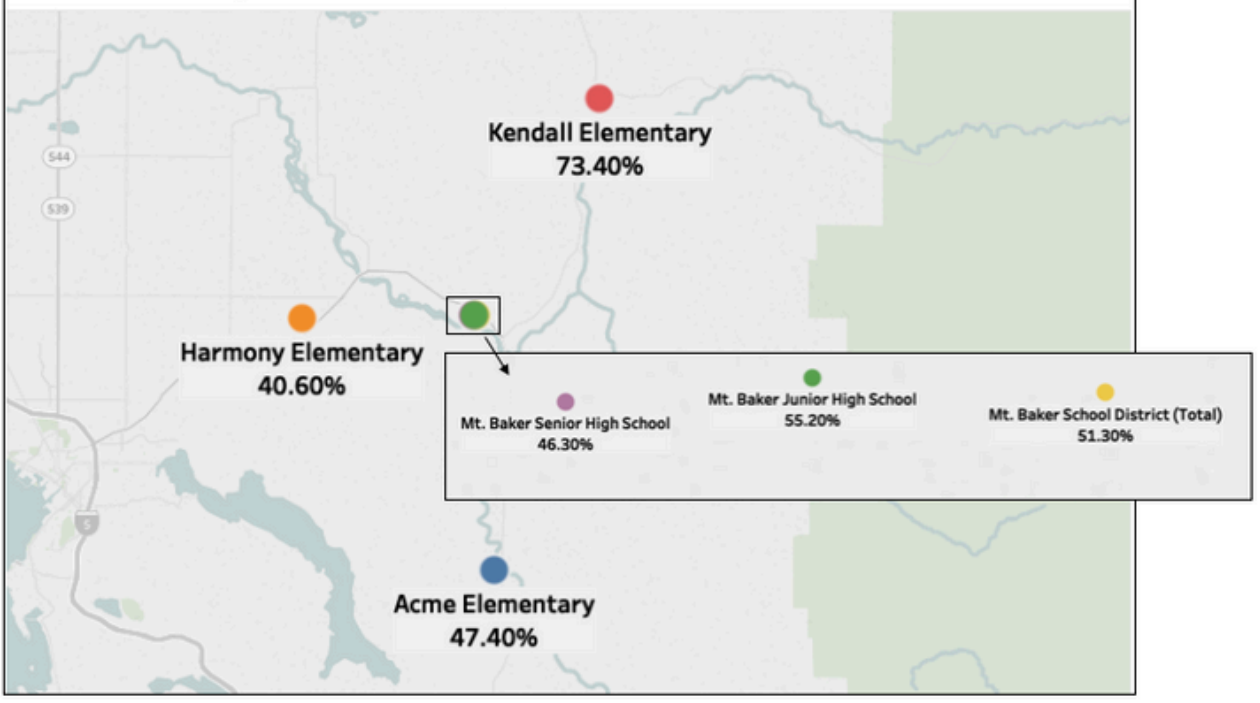 Kendall Elementary
73.40%
544
539
Harmony Elementary
40.60%
Mt. Baker Senior High School
46.30%
Mt. Baker Junior High School
55.20%
Mt. Baker School District (Total)
51.30%
5
Acme Elementary
47.40%